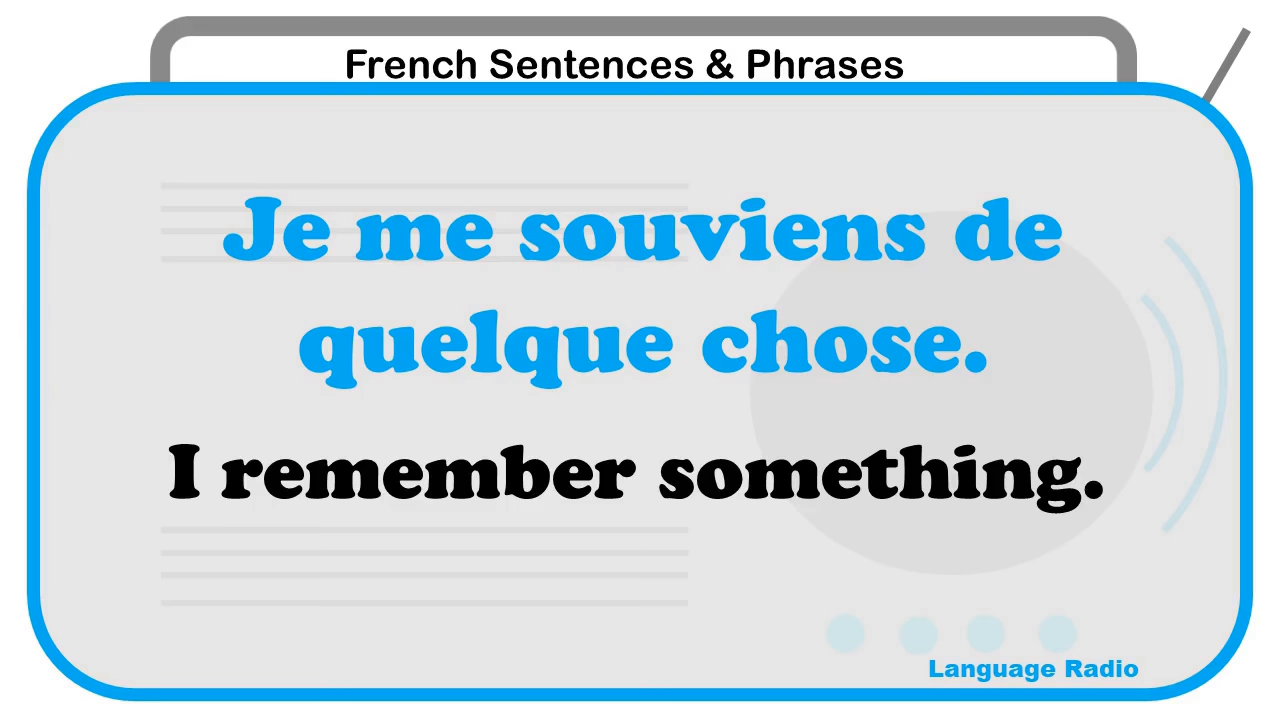 French Sentences & Phrases
Je me souviens de
quelque chose.
I remember something.
Language Radio